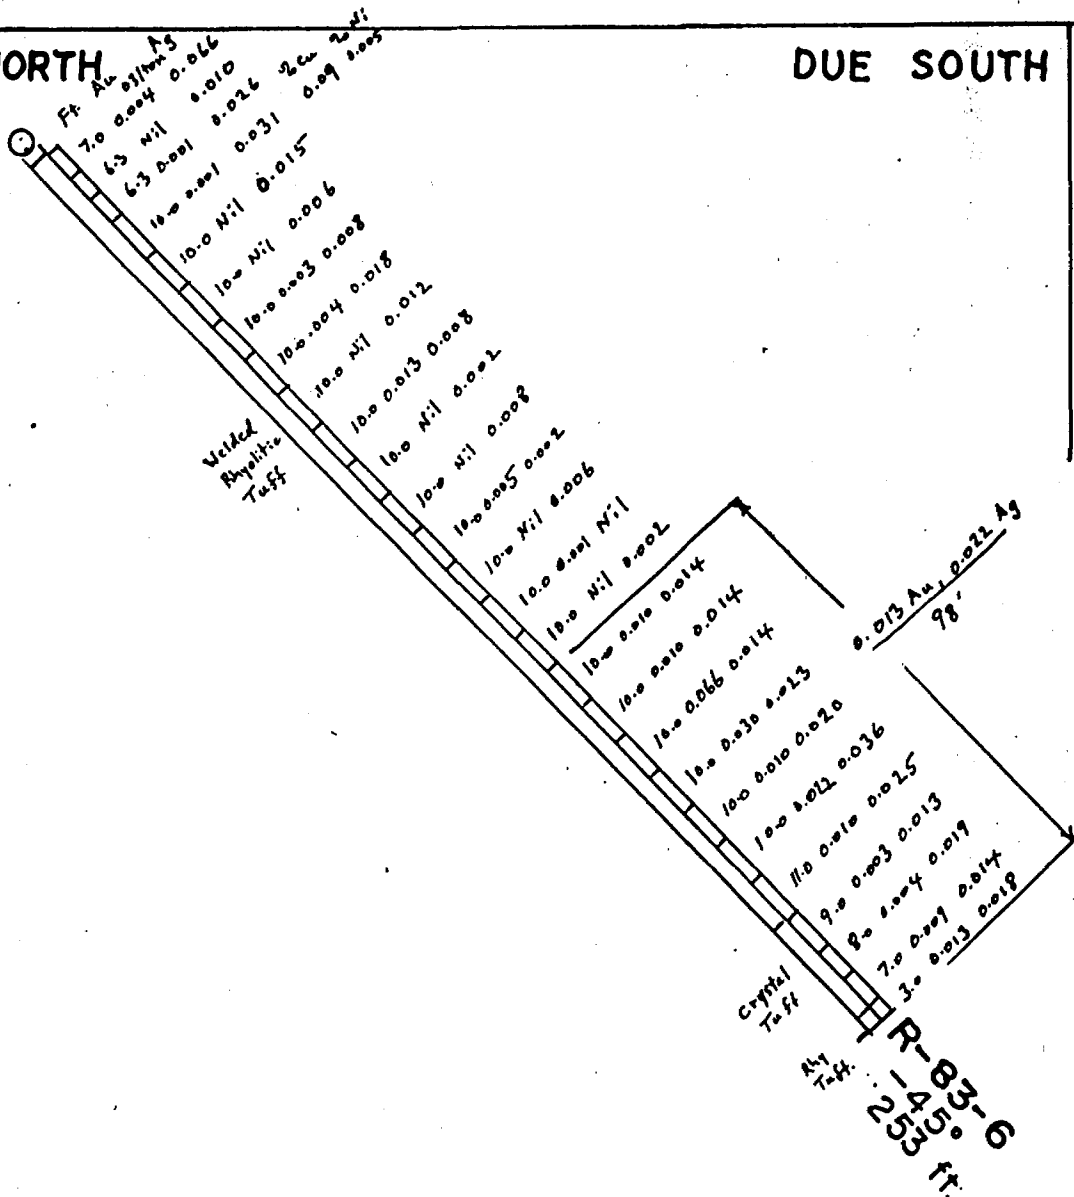 ORTH
DUE SOUTH
Ft. Au Ag
oz/ton
%Cu %Ni
7.0 0.004 0.066
6.3 Nil 0.010
6.3 0.001 0.026
10.0 0.001 0.031 0.09 0.005
10.0 Nil 0.015
10.0 Nil 0.006
10.0 0.003 0.008
10.0 .004 0.018
10.0 Nil 0.012
10.0 0.013 0.008
10.0 Nil 0.002
10.0 Nil 0.008
10.0 0.005 0.002
10.0 Nil 0.006
10.0 0.001 Nil
10.0 Nil 0.002
10.0 0.010 0.014
10.0 0.010 0.014
10.0 0.066 0.014
10.0 0.030 0.023
10.0 0.010 0.020
10.0 0.022 0.036
11.0 0.010 0.025
9.0 0.003 0.013
8.0 0.004 0.019
7.0 0.009 0.014
3.0 0.013 0.018
0.013 Au, 0.022 Ag
98'
Welded
Rhyolitic
Tuff
Crystal
Tuff
Rhy
Tuff.
R-83-6
-45°
253 ft.